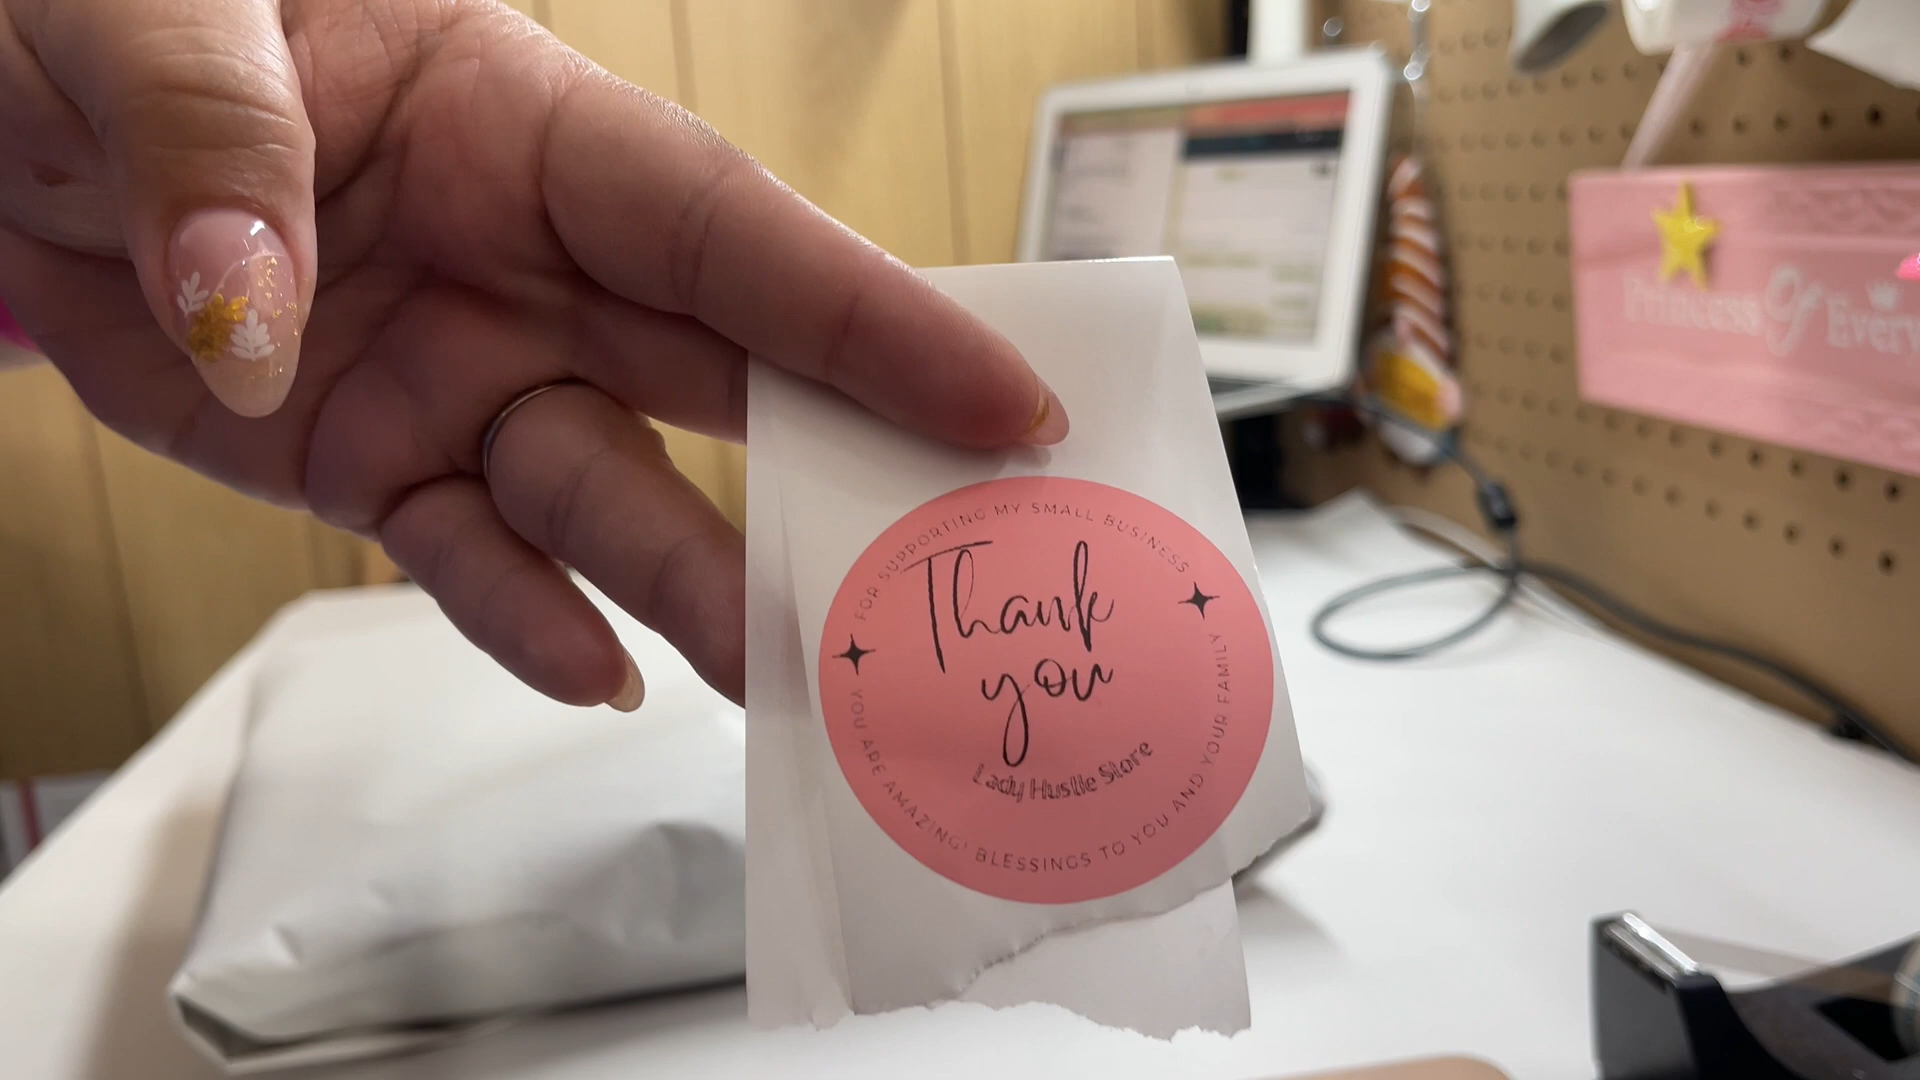 FOR SUPPORTING MY SMALL BUSINESS
Thank
you
Lady Hustle Store
YOU ARE AMAZING! BLESSINGS TO YOU AND YOUR FAMILY
Princess Of Every